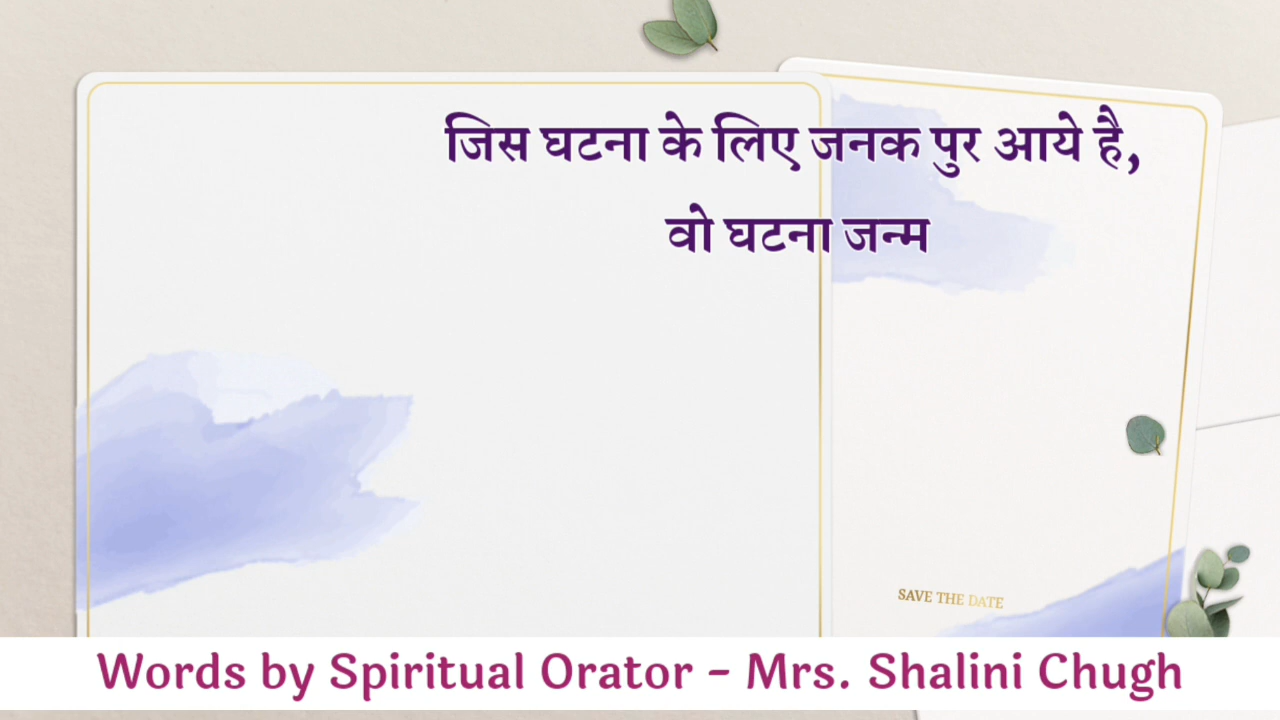 जिस घटना के लिए जनक पुर आये है,
वो घटना जन्म
SAVE THE DATE
Words by Spiritual Orator - Mrs. Shalini Chugh